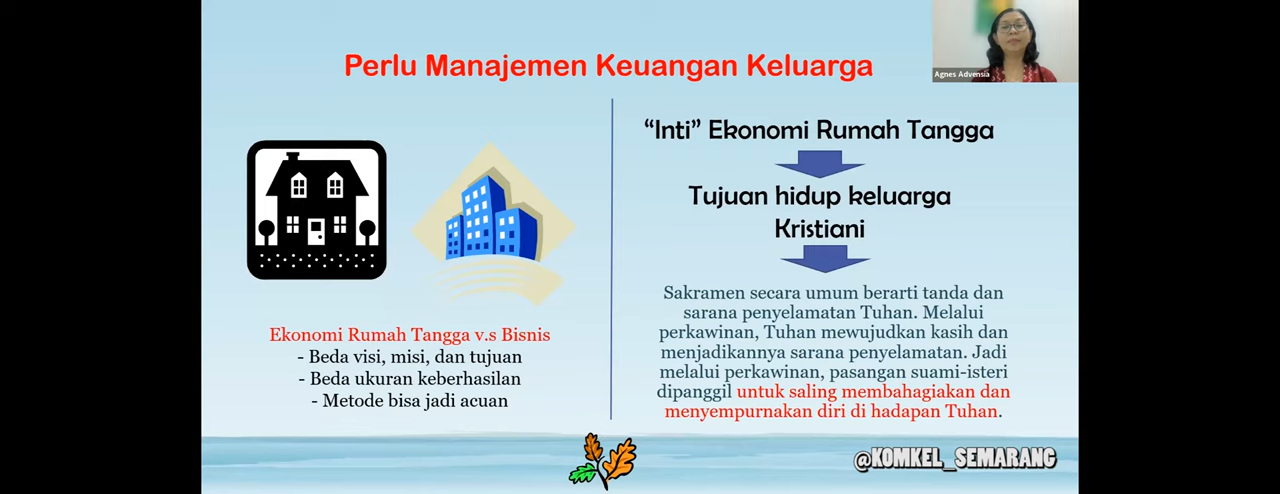 Perlu Manajemen Keuangan Keluarga
Agnes Advensia
Ekonomi Rumah Tangga v.s Bisnis
- Beda visi, misi, dan tujuan
- Beda ukuran keberhasilan
- Metode bisa jadi acuan
“Inti” Ekonomi Rumah Tangga
Tujuan hidup keluarga
Kristiani
Sakramen secara umum berarti tanda dan
sarana penyelamatan Tuhan. Melalui
perkawinan, Tuhan mewujudkan kasih dan
menjadikannya sarana penyelamatan. Jadi
melalui perkawinan, pasangan suami-isteri
dipanggil untuk saling membahagiakan dan
menyempurnakan diri di hadapan Tuhan.
@KOMKEL_SEMARANG